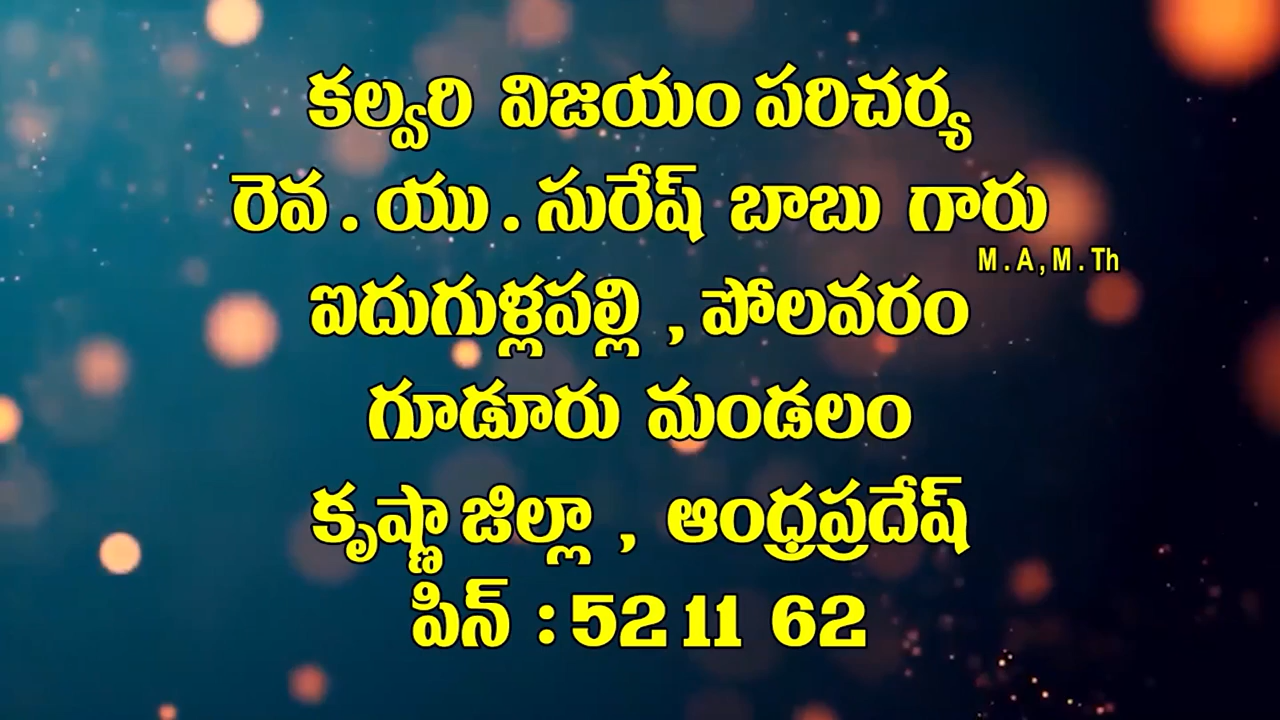 కల్వరి విజయం పరిచర్య
రెవ . యు . సురేష్ బాబు గారు
M . A , M . Th
ఐదుగుళ్లపల్లి , పోలవరం
గూడూరు మండలం
కృష్ణా జిల్లా , ఆంధ్రప్రదేశ్
పిన్ : 52 11 62